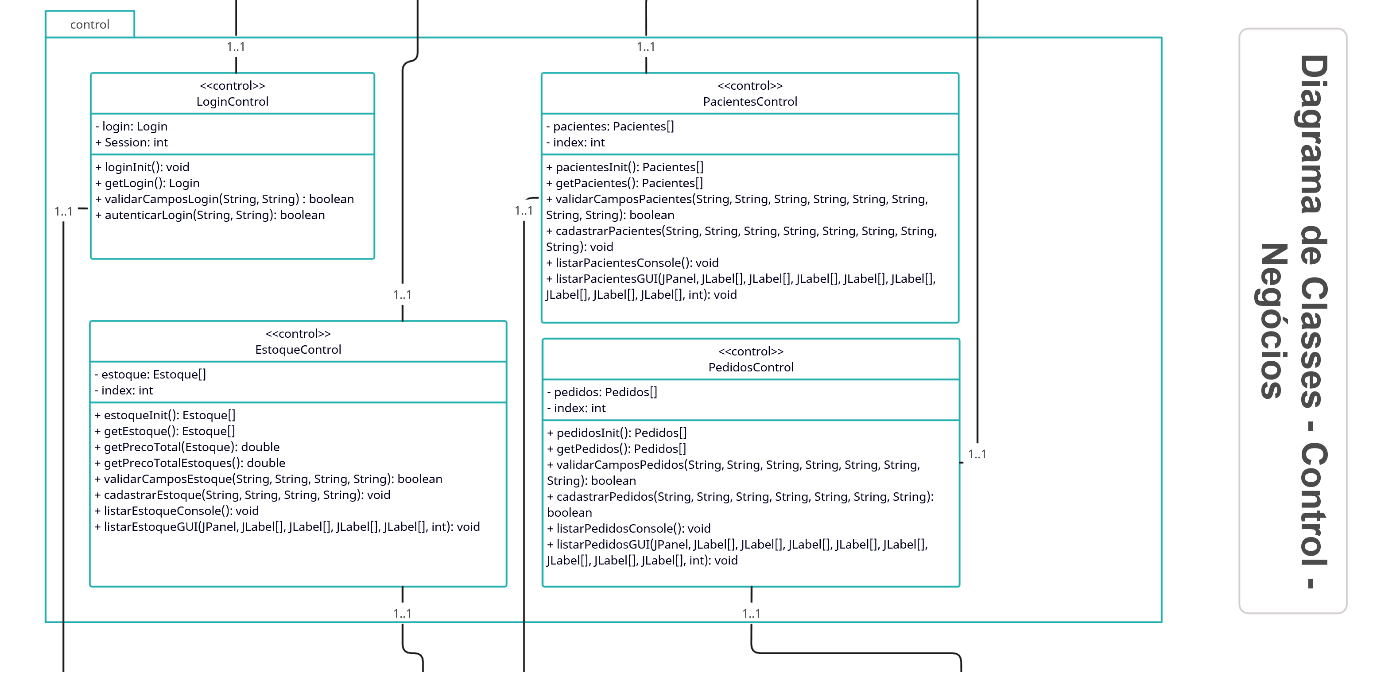 control
1..1
1..1
<<control>>
LoginControl
- login: Login
+ Session: int
+ loginInit(): void
+ getLogin(): Login
+ validarCamposLogin(String, String) : boolean
+ autenticarLogin(String, String): boolean
1..1
<<control>>
PacientesControl
- pacientes: Pacientes[]
- index: int
+ pacientesInit(): Pacientes[]
+ getPacientes(): Pacientes[]
+ validarCamposPacientes(String, String, String, String, String, String,
String, String): boolean
+ cadastrarPacientes(String, String, String, String, String, String, String,
String): void
+ listarPacientesConsole(): void
+ listarPacientesGUI(JPanel, JLabel[], JLabel[], JLabel[], JLabel[], JLabel[],
JLabel[], JLabel[], JLabel[], int): void
1..1
1..1
<<control>>
EstoqueControl
- estoque: Estoque[]
- index: int
+ estoqueInit(): Estoque[]
+ getEstoque(): Estoque[]
+ getPrecoTotal(Estoque): double
+ getPrecoTotalEstoques(): double
+ validarCamposEstoque(String, String, String, String): boolean
+ cadastrarEstoque(String, String, String, String): void
+ listarEstoqueConsole(): void
+ listarEstoqueGUI(JPanel, JLabel[], JLabel[], JLabel[], JLabel[], int): void
<<control>>
PedidosControl
- pedidos: Pedidos[]
- index: int
+ pedidosInit(): Pedidos[]
+ getPedidos(): Pedidos[]
+ validarCamposPedidos(String, String, String, String, String, String,
String): boolean
+ cadastrarPedidos(String, String, String, String, String, String, String):
boolean
+ listarPedidosConsole(): void
+ listarPedidosGUI(JPanel, JLabel[], JLabel[], JLabel[], JLabel[], JLabel[],
JLabel[], JLabel[], JLabel[], int): void
1..1
1..1
1..1
Diagrama de Classes - Control -
Negócios